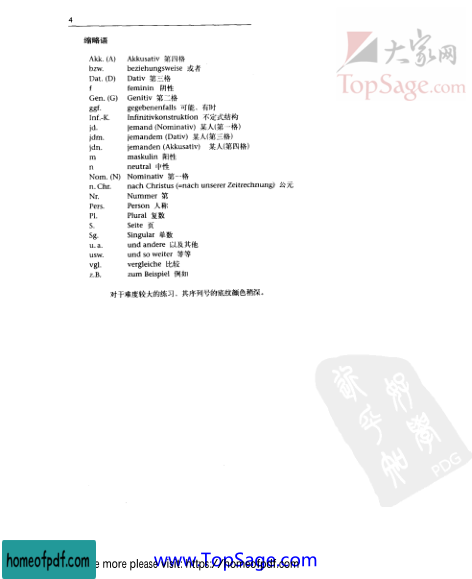 4
缩略语
Akk. (A) Akkusativ 第四格
bzw. beziehungsweise 或者
Dat. (D) Dativ 第三格
f feminin 阴性
Gen. (G) Genitiv 第二格
ggf. gegebenenfalls 可能、有时
Inf.-K. Infinitivkonstruktion 不定式结构
jd. jemand (Nominativ) 某人(第一格)
jdm. jemandem (Dativ) 某人(第三格)
jdn. jemanden (Akkusativ) 某人(第四格)
m maskulin 阳性
n neutral 中性
Nom. (N) Nominativ 第一格
n. Chr. nach Christus (=nach unserer Zeitrechnung) 公元
Nr. Nummer 第
Pers. Person 人称
Pl. Plural 复数
S. Seite 页
Sg. Singular 单数
u. a. und andere 以及其他
usw. und so weiter 等等
vgl. vergleiche 比较
z.B. zum Beispiel 例如
对于难度较大的练习，其序列号的底纹颜色稍深。
大家网
TopSage.com
PDG
homeofpdf.com
e more please visit: https://homeofpdf.com
www.TopSage.com